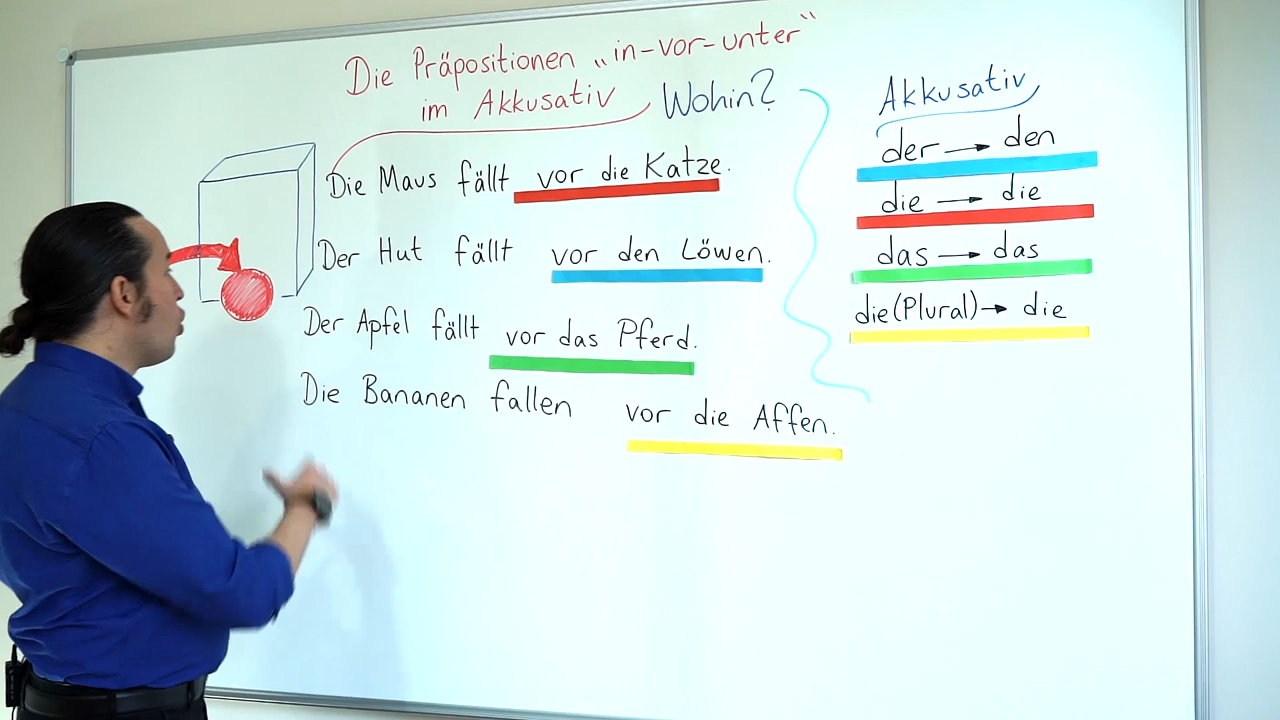 Die Präpositionen „in-vor-unter“
im Akkusativ Wohin?
Die Maus fällt vor die Katze.
Der Hut fällt vor den Löwen.
Der Apfel fällt vor das Pferd.
Die Bananen fallen vor die Affen.
Akkusativ
der → den
die → die
das → das
die (Plural) → die